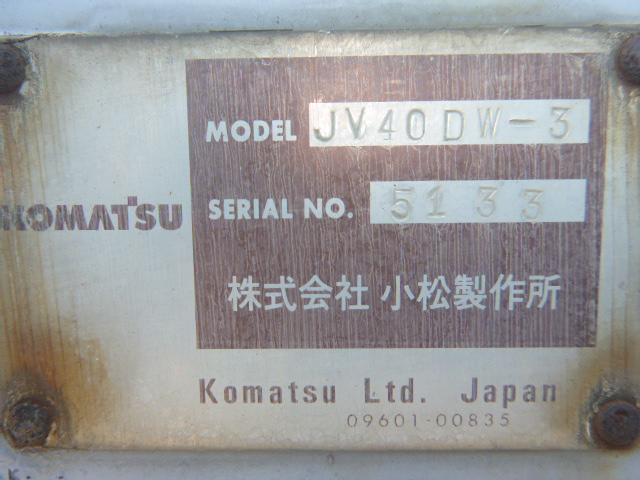 MODEL JV40DW-3
KOMATSU
SERIAL NO. 5133
株式会社 小松製作所
Komatsu Ltd. Japan
09601-00835